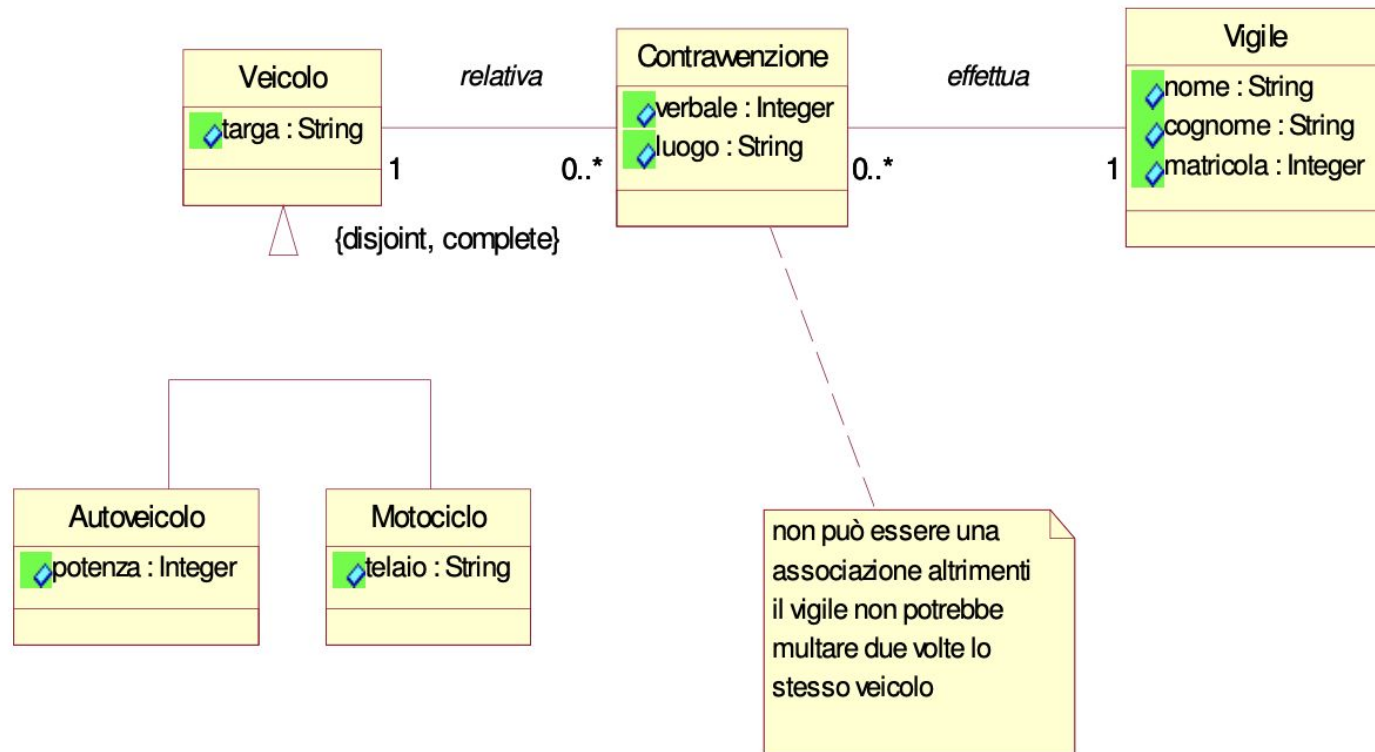 Veicolo
targa : String
relativa
1
0..*
Contravvenzione
verbale : Integer
luogo : String
effettua
0..*
1
Vigile
nome : String
cognome : String
matricola : Integer
{disjoint, complete}
Autoveicolo
potenza : Integer
Motociclo
telaio : String
non può essere una
associazione altrimenti
il vigile non potrebbe
multare due volte lo
stesso veicolo